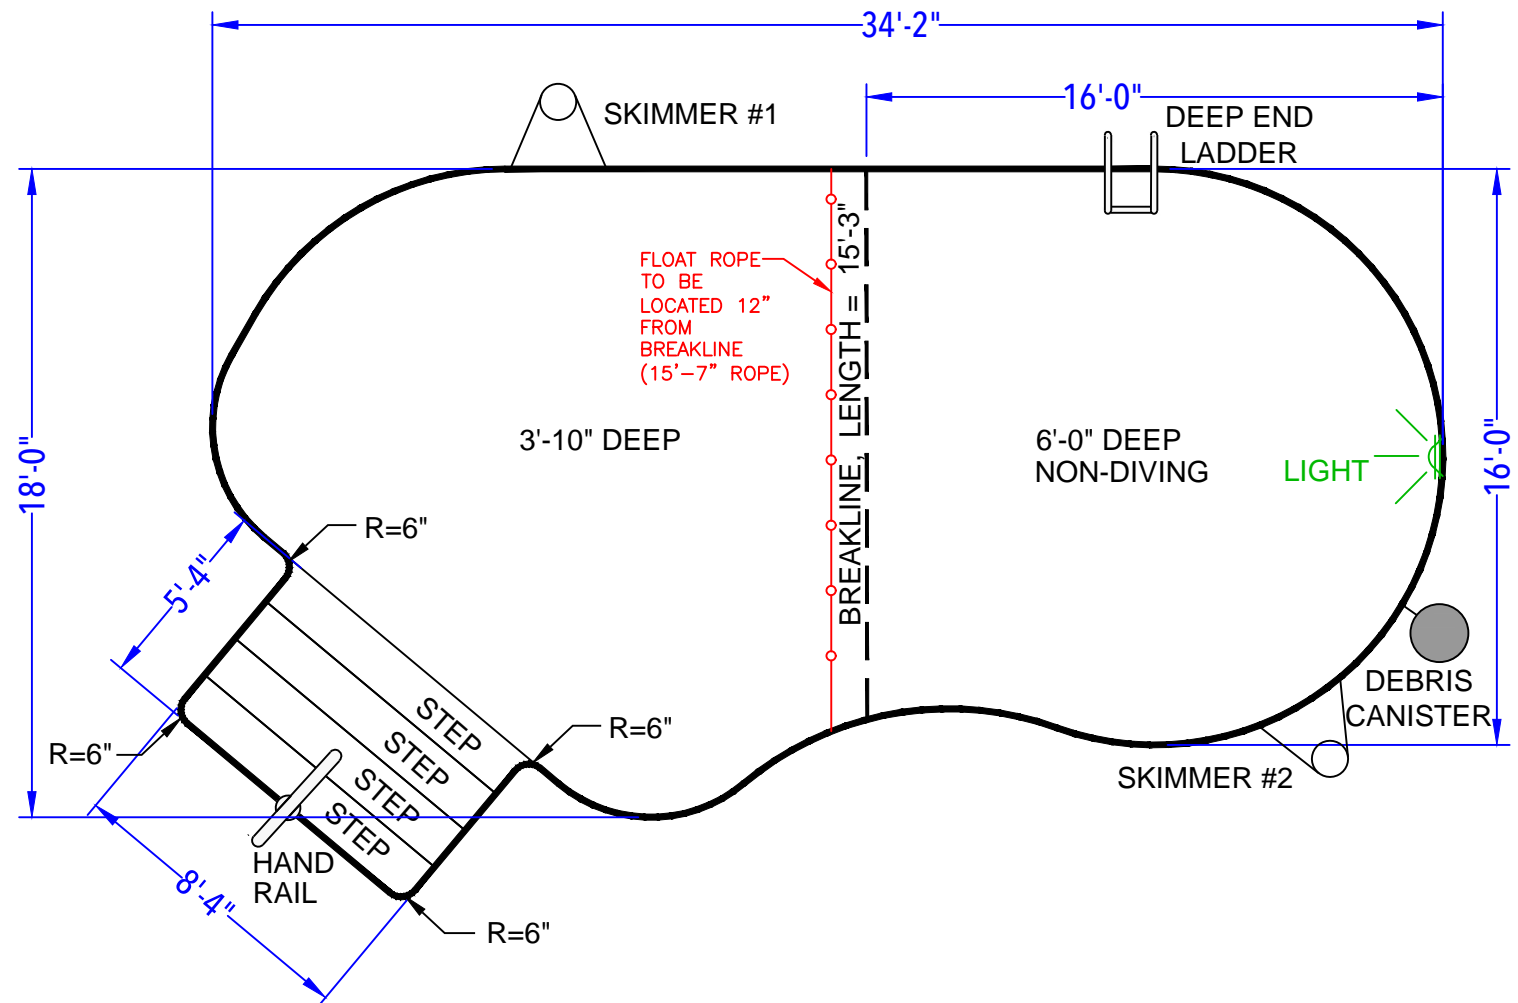 34'-2"
16'-0"
SKIMMER #1
DEEP END
LADDER
FLOAT ROPE
TO BE
LOCATED 12"
FROM
BREAKLINE
(15'-7" ROPE)
BREAKLINE, LENGTH = 15'-3"
3'-10" DEEP
6'-0" DEEP
NON-DIVING
LIGHT
18'-0"
16'-0"
R=6"
5'-4"
STEP
STEP
STEP
STEP
R=6"
R=6"
DEBRIS
CANISTER
SKIMMER #2
HAND
RAIL
8'-4"
R=6"